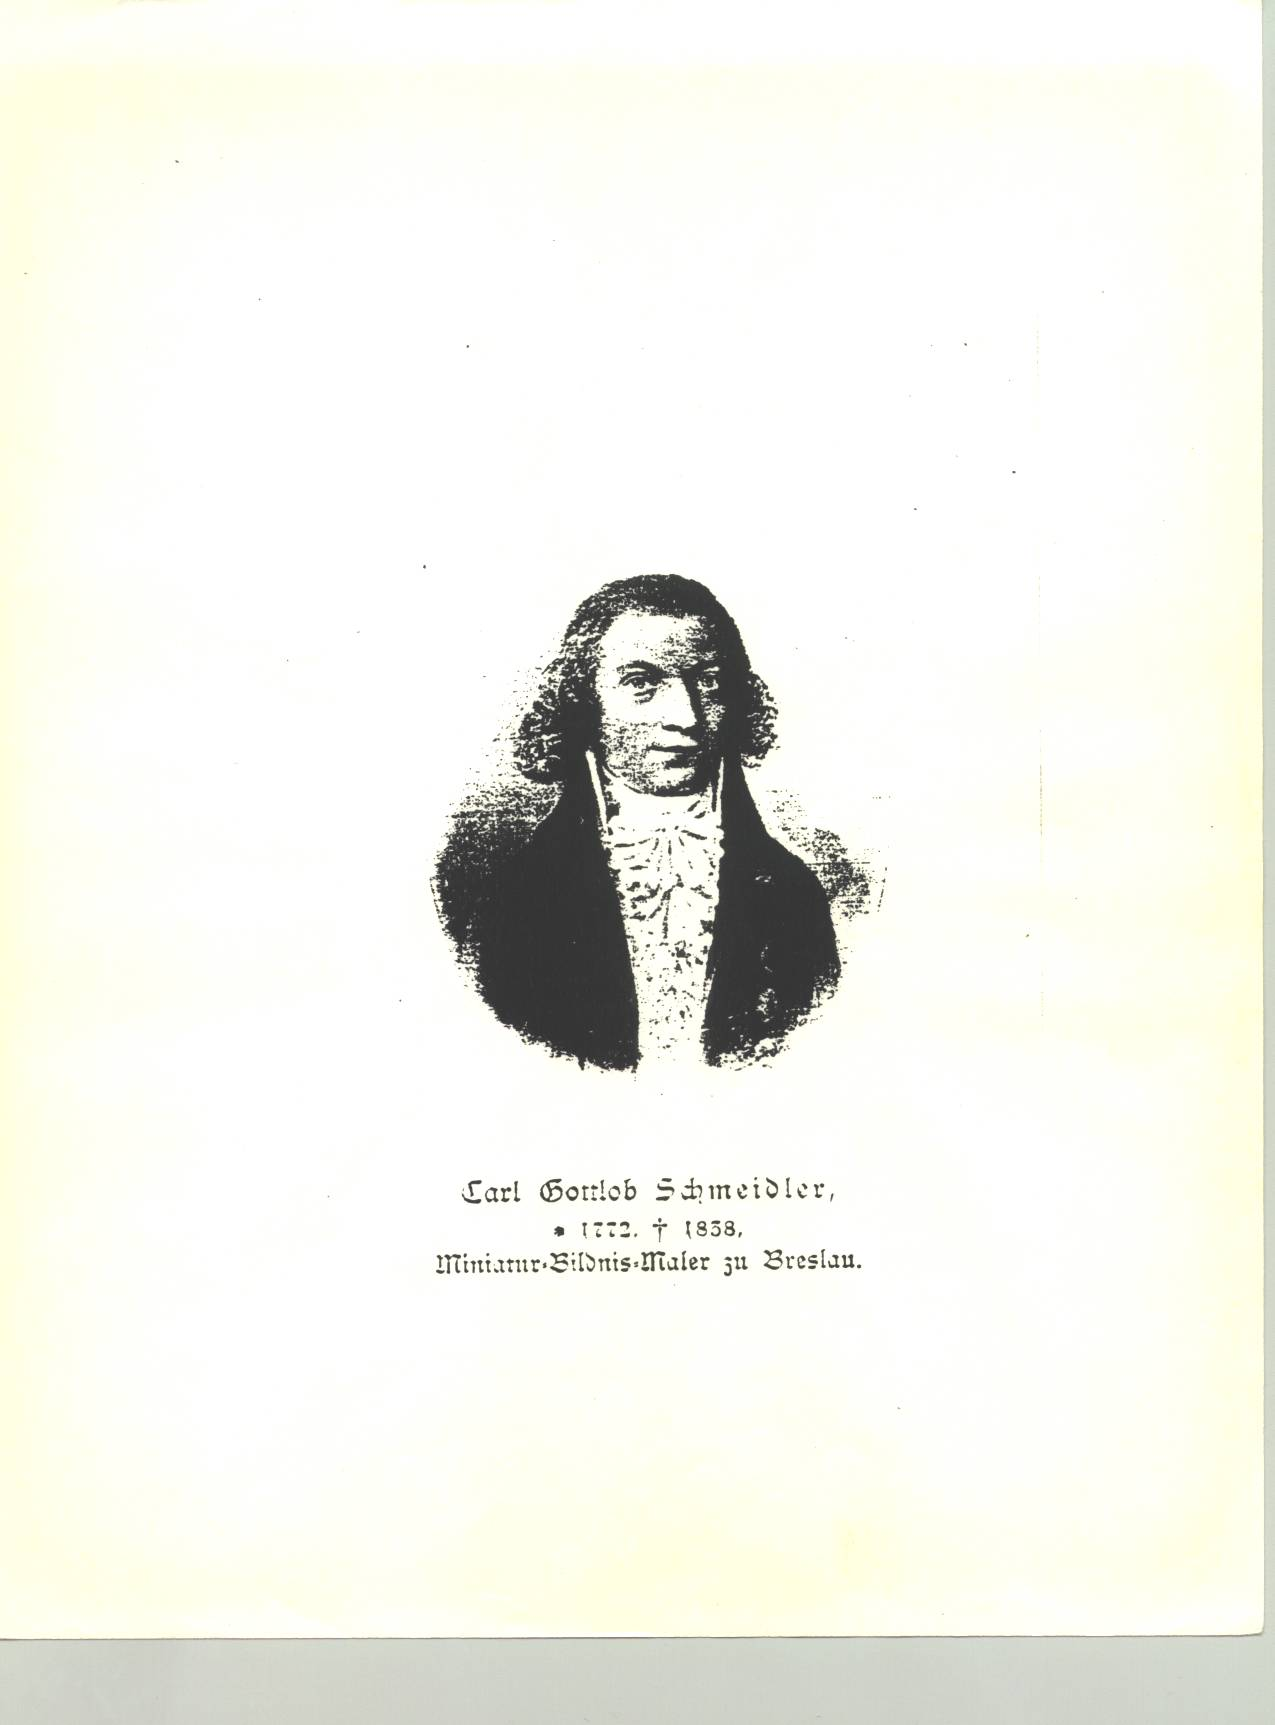 Carl Gottlob Schmeidler,
* 1772. † 1838,
Miniatur-Bildnis-Maler zu Breslau.